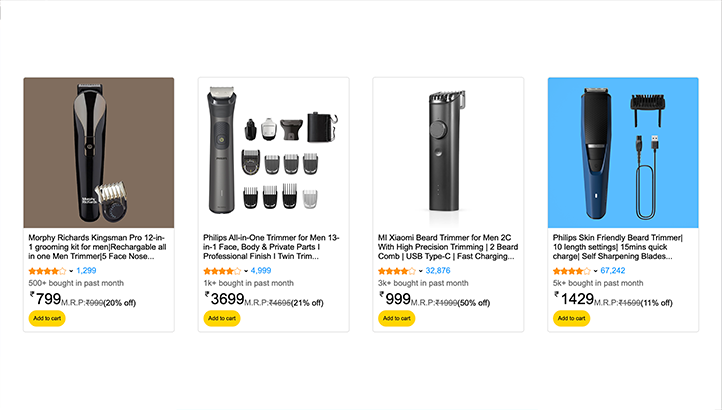 Morphy Richards
Morphy Richards Kingsman Pro 12-in-
1 grooming kit for men|Rechargable all
in one Men Trimmer|5 Face Nose...
1,299
500+ bought in past month
₹799 M.R.P:₹999(20% off)
Add to cart
Philips All-in-One Trimmer for Men 13-
in-1 Face, Body & Private Parts I
Professional Finish I Twin Trim...
4,999
1k+ bought in past month
₹3699 M.R.P:₹4695(21% off)
Add to cart
MI Xiaomi Beard Trimmer for Men 2C
With High Precision Trimming | 2 Beard
Comb | USB Type-C | Fast Charging...
32,876
3k+ bought in past month
₹999 M.R.P:₹1999(50% off)
Add to cart
Philips Skin Friendly Beard Trimmer|
10 length settings| 15mins quick
charge| Self Sharpening Blades...
67,242
5k+ bought in past month
₹1429 M.R.P:₹1699(11% off)
Add to cart